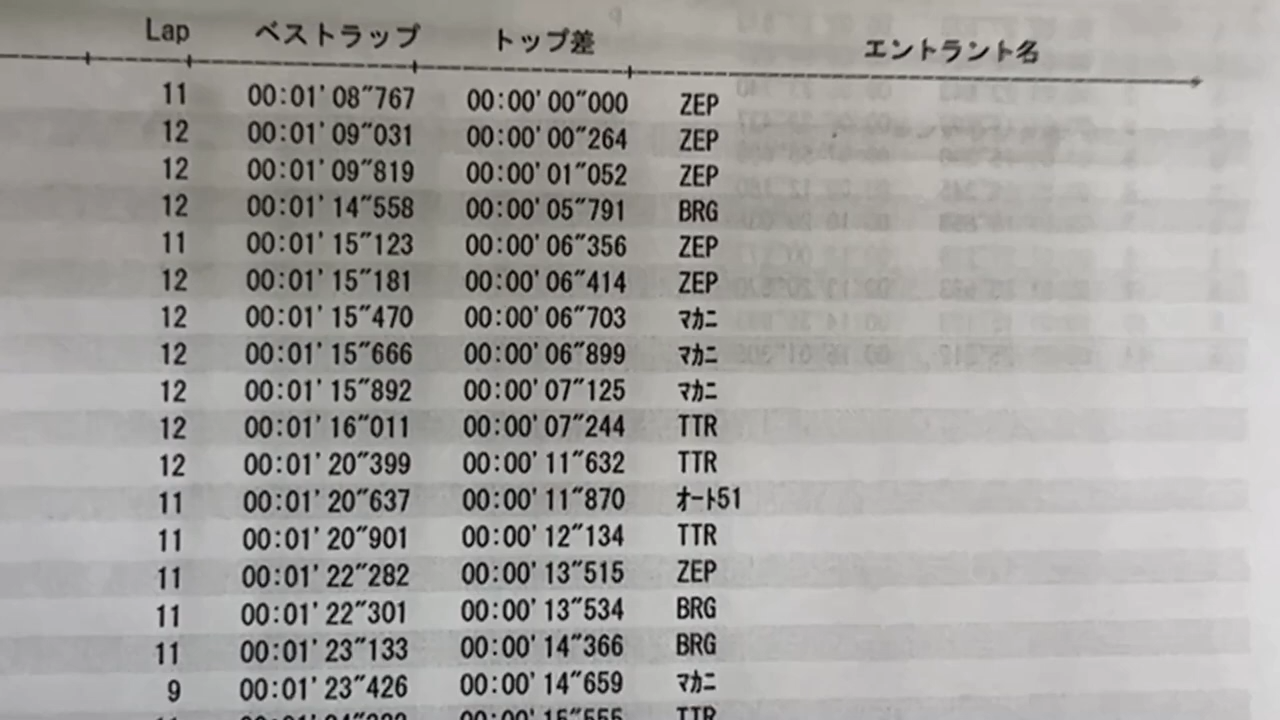 Lap ベストラップ トップ差 エントラント名
11 00:01'08"767 00:00'00"000 ZEP
12 00:01'09"031 00:00'00"264 ZEP
12 00:01'09"819 00:00'01"052 ZEP
12 00:01'14"558 00:00'05"791 BRG
11 00:01'15"123 00:00'06"356 ZEP
12 00:01'15"181 00:00'06"414 ZEP
12 00:01'15"470 00:00'06"703 ﾏｶﾆ
12 00:01'15"666 00:00'06"899 ﾏｶﾆ
12 00:01'15"892 00:00'07"125 ﾏｶﾆ
12 00:01'16"011 00:00'07"244 TTR
12 00:01'20"399 00:00'11"632 TTR
11 00:01'20"637 00:00'11"870 ｵｰﾄ51
11 00:01'20"901 00:00'12"134 TTR
11 00:01'22"282 00:00'13"515 ZEP
11 00:01'22"301 00:00'13"534 BRG
11 00:01'23"133 00:00'14"366 BRG
9 00:01'23"426 00:00'14"659 ﾏｶﾆ
TTR